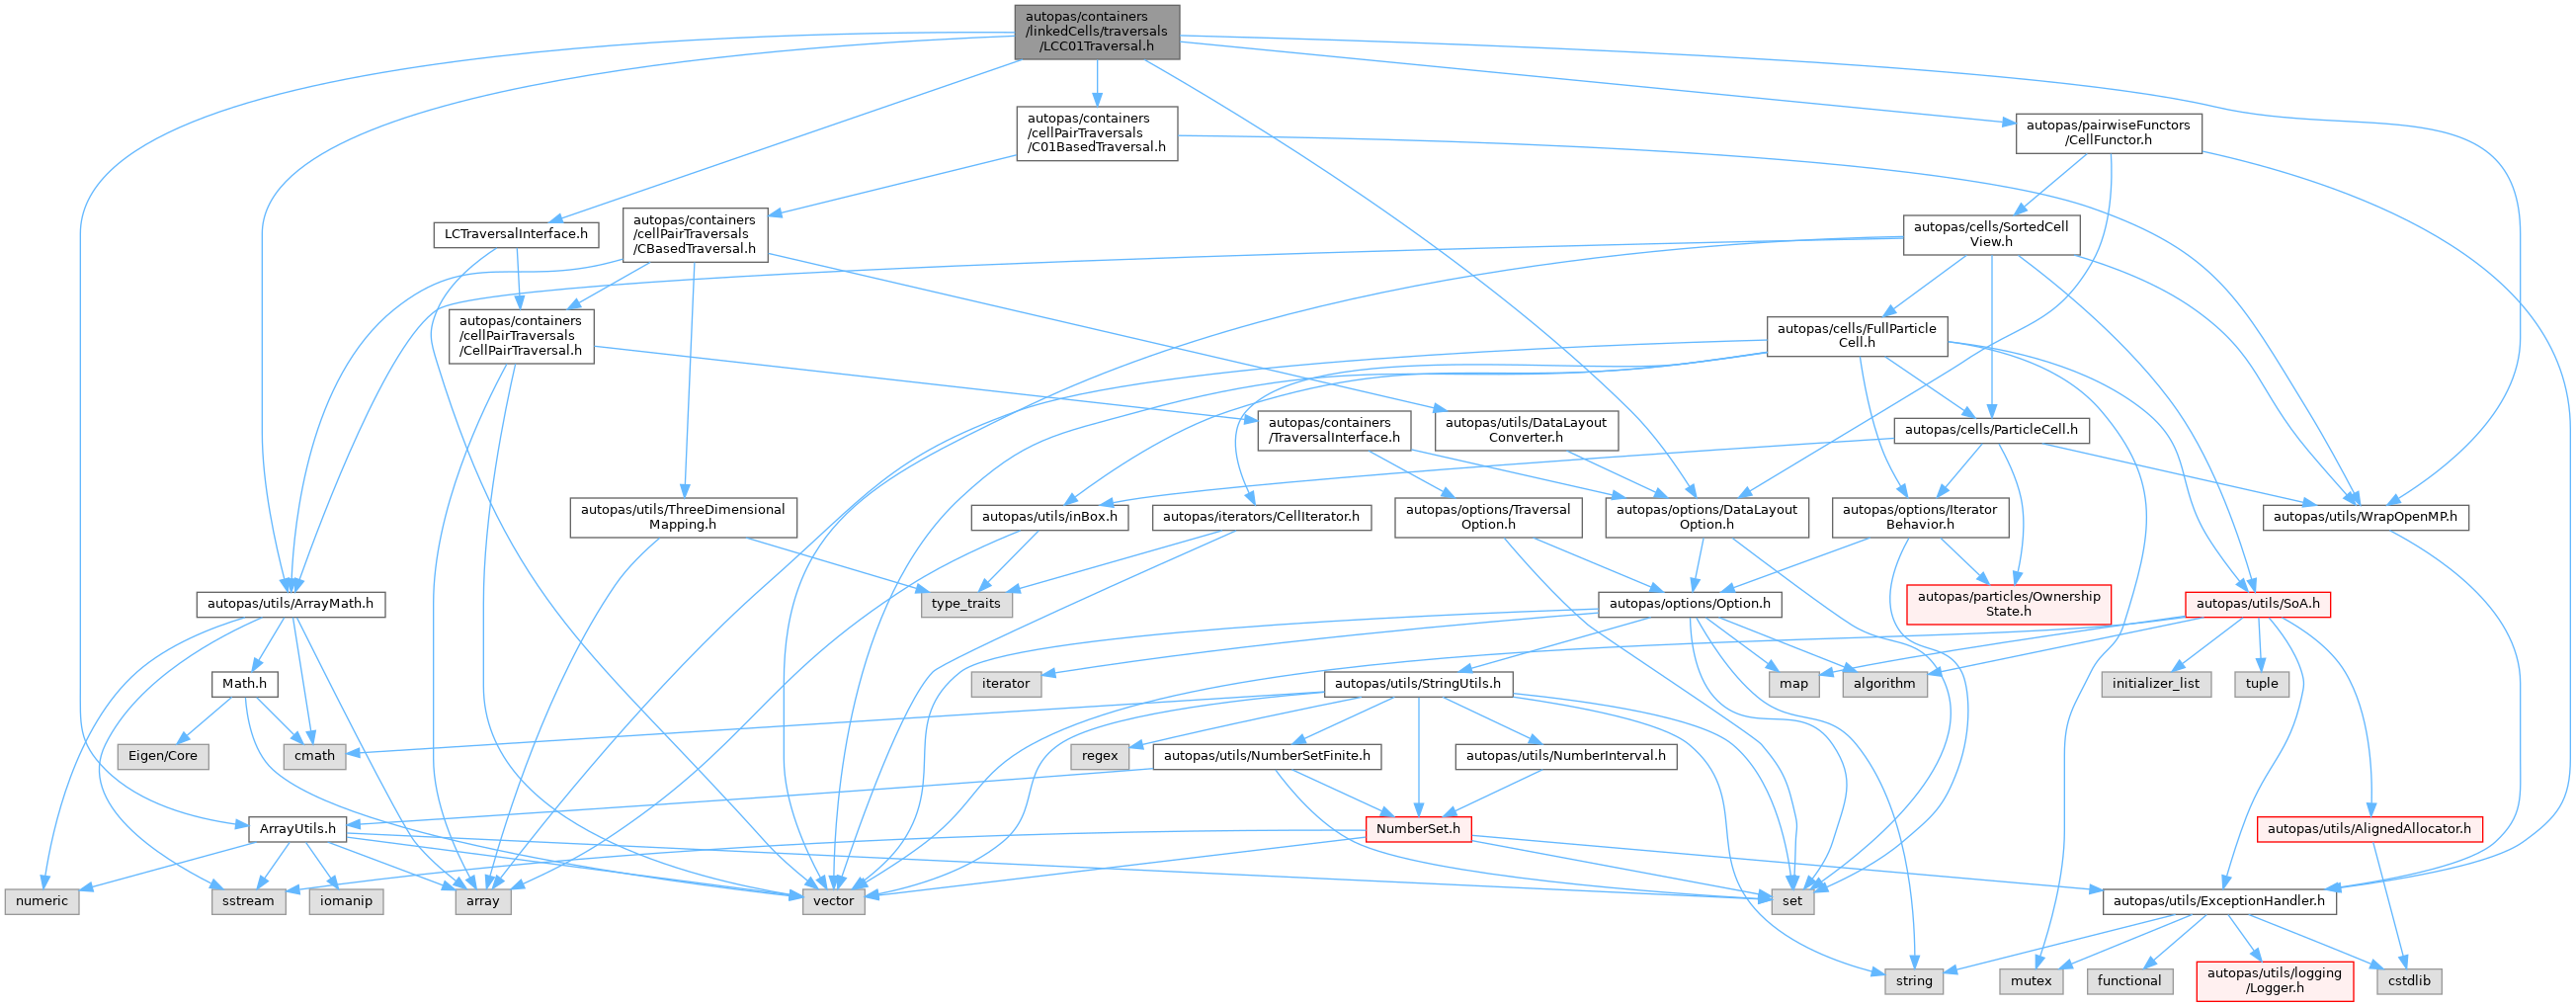 autopas/containers
/linkedCells/traversals
/LCC01Traversal.h
autopas/containers
/cellPairTraversals
/C01BasedTraversal.h
autopas/pairwiseFunctors
/CellFunctor.h
LCTraversalInterface.h
autopas/containers
/cellPairTraversals
/CBasedTraversal.h
autopas/cells/SortedCell
View.h
autopas/containers
/cellPairTraversals
/CellPairTraversal.h
autopas/cells/FullParticle
Cell.h
autopas/containers
/TraversalInterface.h
autopas/utils/DataLayout
Converter.h
autopas/cells/ParticleCell.h
autopas/utils/ThreeDimensional
Mapping.h
autopas/utils/inBox.h
autopas/iterators/CellIterator.h
autopas/options/Traversal
Option.h
autopas/options/DataLayout
Option.h
autopas/options/Iterator
Behavior.h
autopas/utils/WrapOpenMP.h
autopas/utils/ArrayMath.h
type_traits
autopas/options/Option.h
autopas/particles/Ownership
State.h
autopas/utils/SoA.h
Math.h
iterator
autopas/utils/StringUtils.h
map
algorithm
initializer_list
tuple
Eigen/Core
cmath
regex
autopas/utils/NumberSetFinite.h
autopas/utils/NumberInterval.h
ArrayUtils.h
NumberSet.h
autopas/utils/AlignedAllocator.h
numeric
sstream
iomanip
array
vector
set
autopas/utils/ExceptionHandler.h
string
mutex
functional
autopas/utils/logging
/Logger.h
cstdlib